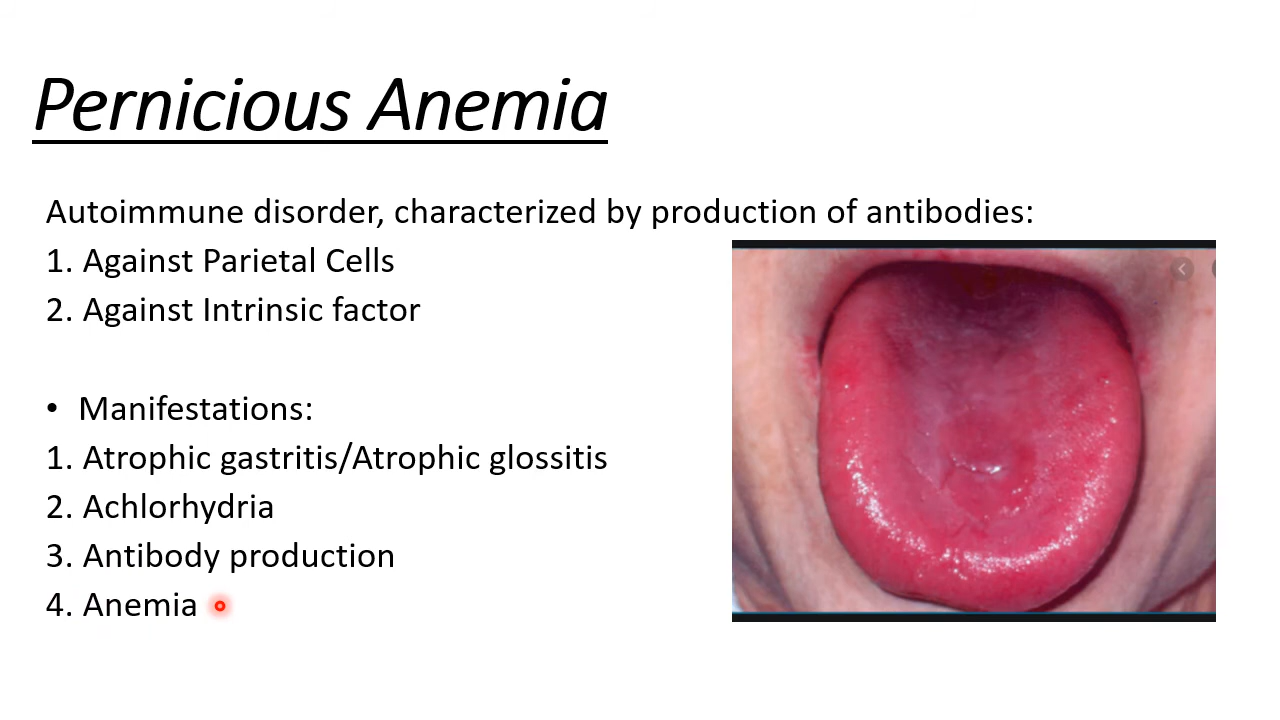 Pernicious Anemia
Autoimmune disorder, characterized by production of antibodies:
1. Against Parietal Cells
2. Against Intrinsic factor
• Manifestations:
1. Atrophic gastritis/Atrophic glossitis
2. Achlorhydria
3. Antibody production
4. Anemia